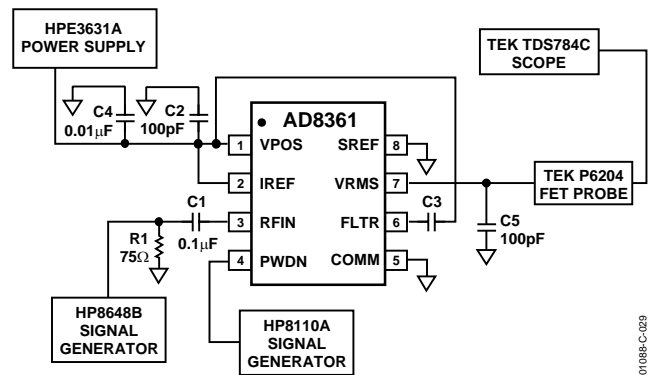 HPE3631A
POWER SUPPLY
TEK TDS784C
SCOPE
C4
0.01μF
C2
100pF
AD8361
1 VPOS SREF 8
2 IREF VRMS 7
3 RFIN FLTR 6
4 PWDN COMM 5
C1
0.1μF
R1
75Ω
C3
TEK P6204
FET PROBE
C5
100pF
HP8648B
SIGNAL
GENERATOR
HP8110A
SIGNAL
GENERATOR
01088-C-029